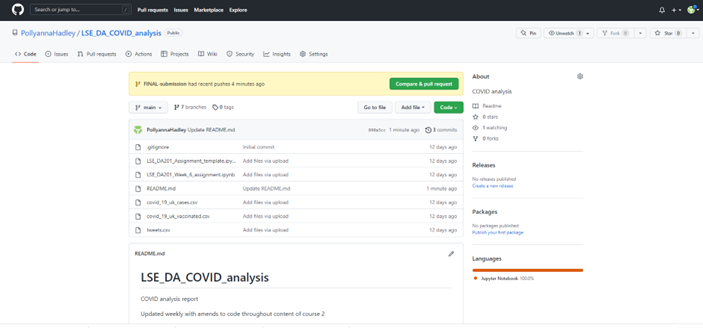 Search or jump to... /
Pull requests Issues Marketplace Explore
PollyannaHadley / LSE_DA_COVID_analysis Public
Pin Unwatch 1 Fork 0 Star 0
Code Issues Pull requests Actions Projects Wiki Security Insights Settings
FINAL-submission had recent pushes 4 minutes ago Compare & pull request
main 7 branches 0 tags Go to file Add file Code
PollyannaHadley Update README.md 1 minute ago 8 commits
.gitignore Initial commit 12 days ago
LSE_DA201_Assignment_template.ipy... Add files via upload 12 days ago
LSE_DA201_Week_6_assignment.ipynb Add files via upload 12 days ago
README.md Update README.md 1 minute ago
covid_19_uk_cases.csv Add files via upload 12 days ago
covid_19_uk_vaccinated.csv Add files via upload 12 days ago
tweets.csv Add files via upload 12 days ago
README.md
LSE_DA_COVID_analysis
COVID analysis report
Updated weekly with amends to code throughout content of course 2
About
COVID analysis
Readme
0 stars
1 watching
0 forks
Releases
No releases published
Create a new release
Packages
No packages published
Publish your first package
Languages
Jupyter Notebook 100.0%